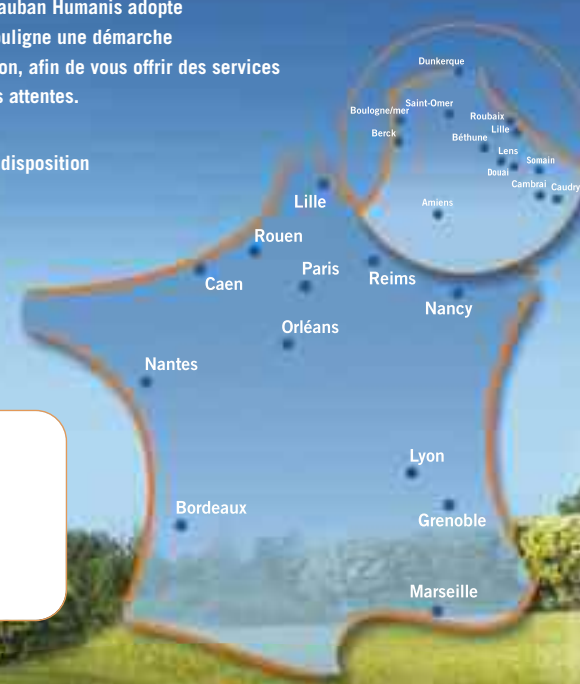 auban Humanis adopte
ouligne une démarche
on, afin de vous offrir des services
s attentes.
disposition
Dunkerque
Saint-Omer
Boulogne/mer
Roubaix
Berck
Lille
Béthune
Lens
Somain
Douai
Cambrai
Caudry
Amiens
Lille
Rouen
Paris
Reims
Caen
Nancy
Orléans
Nantes
Lyon
Bordeaux
Grenoble
Marseille